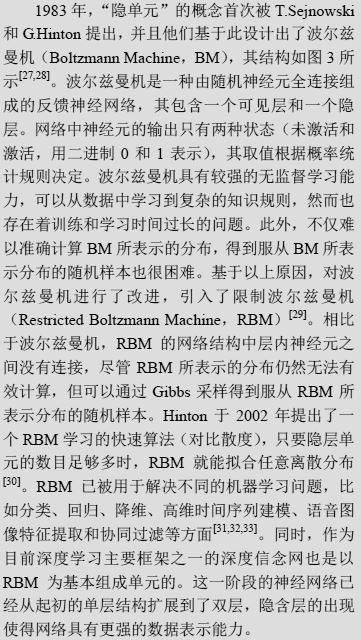 1983 年，“隐单元”的概念首次被 T.Sejnowski
和 G.Hinton 提出，并且他们基于此设计出了波尔兹
曼机（Boltzmann Machine，BM），其结构如图 3 所
示[27,28]。波尔兹曼机是一种由随机神经元全连接组
成的反馈神经网络，其包含一个可见层和一个隐
层。网络中神经元的输出只有两种状态（未激活和
激活，用二进制 0 和 1 表示），其取值根据概率统
计规则决定。波尔兹曼机具有较强的无监督学习能
力，可以从数据中学习到复杂的知识规则，然而也
存在着训练和学习时间过长的问题。此外，不仅难
以准确计算 BM 所表示的分布，得到服从 BM 所表
示分布的随机样本也很困难。基于以上原因，对波
尔兹曼机进行了改进，引入了限制波尔兹曼机
（Restricted Boltzmann Machine，RBM）[29]。相比
于波尔兹曼机，RBM 的网络结构中层内神经元之
间没有连接，尽管 RBM 所表示的分布仍然无法有
效计算，但可以通过 Gibbs 采样得到服从 RBM 所
表示分布的随机样本。Hinton 于 2002 年提出了一
个 RBM 学习的快速算法（对比散度），只要隐层单
元的数目足够多时，RBM 就能拟合任意离散分布
[30]。RBM 已被用于解决不同的机器学习问题，比
如分类、回归、降维、高维时间序列建模、语音图
像特征提取和协同过滤等方面[31,32,33]。同时，作为
目前深度学习主要框架之一的深度信念网也是以
RBM 为基本组成单元的。这一阶段的神经网络已
经从起初的单层结构扩展到了双层，隐含层的出现
使得网络具有更强的数据表示能力。